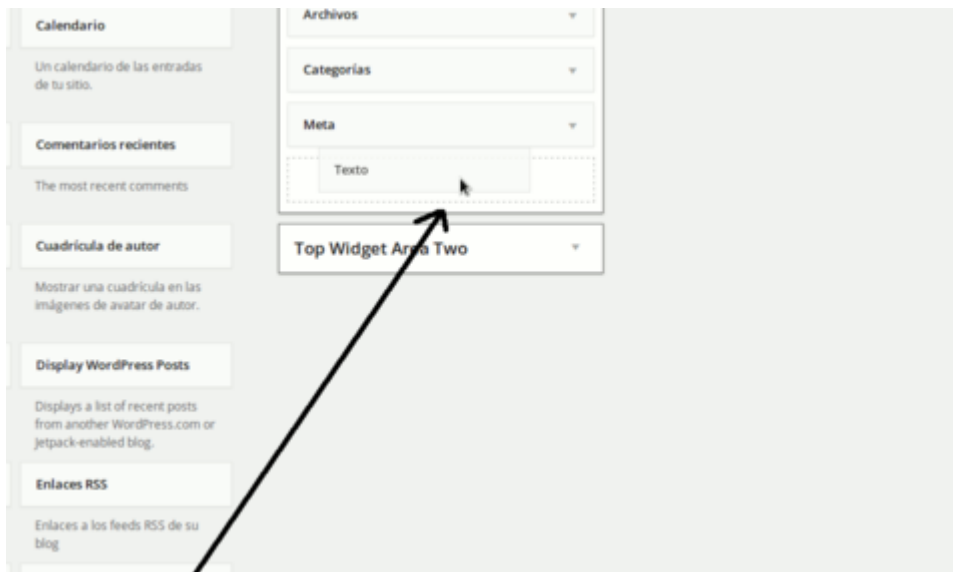 Calendario
Un calendario de las entradas
de tu sitio.
Comentarios recientes
The most recent comments
Cuadrícula de autor
Mostrar una cuadrícula en las
imágenes de avatar de autor.
Display WordPress Posts
Displays a list of recent posts
from another WordPress.com or
Jetpack-enabled blog.
Enlaces RSS
Enlaces a los feeds RSS de su
blog
Archivos
Categorías
Meta
Texto
Top Widget Area Two